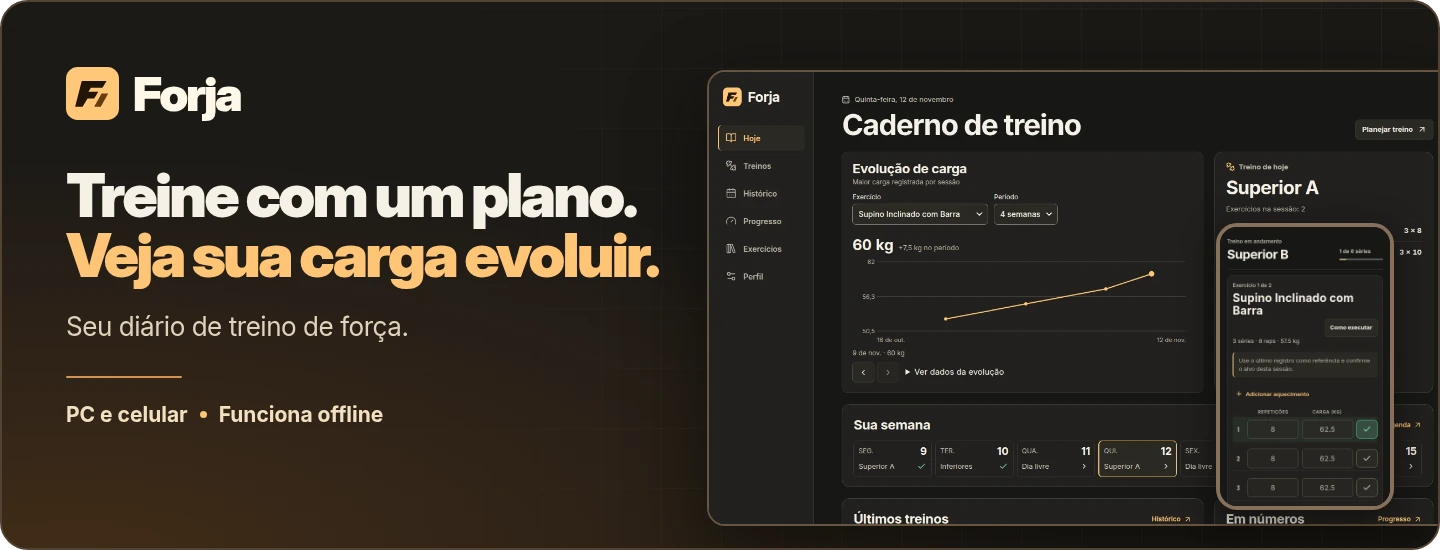 Forja
Treine com um plano.
Veja sua carga evoluir.
Seu diário de treino de força.
PC e celular • Funciona offline
Forja
Hoje
Treinos
Histórico
Progresso
Exercícios
Perfil
Quinta-feira, 12 de novembro
Caderno de treino
Planejar treino
Evolução de carga
Maior carga registrada por sessão
Exercício
Período
Supino Inclinado com Barra
4 semanas
60 kg +7,5 kg no período
62
56,3
50,5
16 de out.
12 de nov.
9 de nov. · 60 kg
Ver dados da evolução
Treino de hoje
Superior A
Exercícios na sessão: 2
3 × 8
3 × 10
Sua semana
SEG. 9
Superior A
TER. 10
Inferiores
QUA. 11
Dia livre
QUI. 12
Superior A
SEX.
Dia livre
15
Últimos treinos
Histórico
Em números
Progresso
Treino em andamento
Superior B
1 de 6 séries
Exercício 1 de 2
Supino Inclinado com
Barra
Como executar
3 séries · 8 reps · 57.5 kg
Use o último registro como referência e confirme
o alvo desta sessão.
Adicionar aquecimento
REPETIÇÕES CARGA (KG)
1 8 62.5
2 8 62.5
3 8 62.5